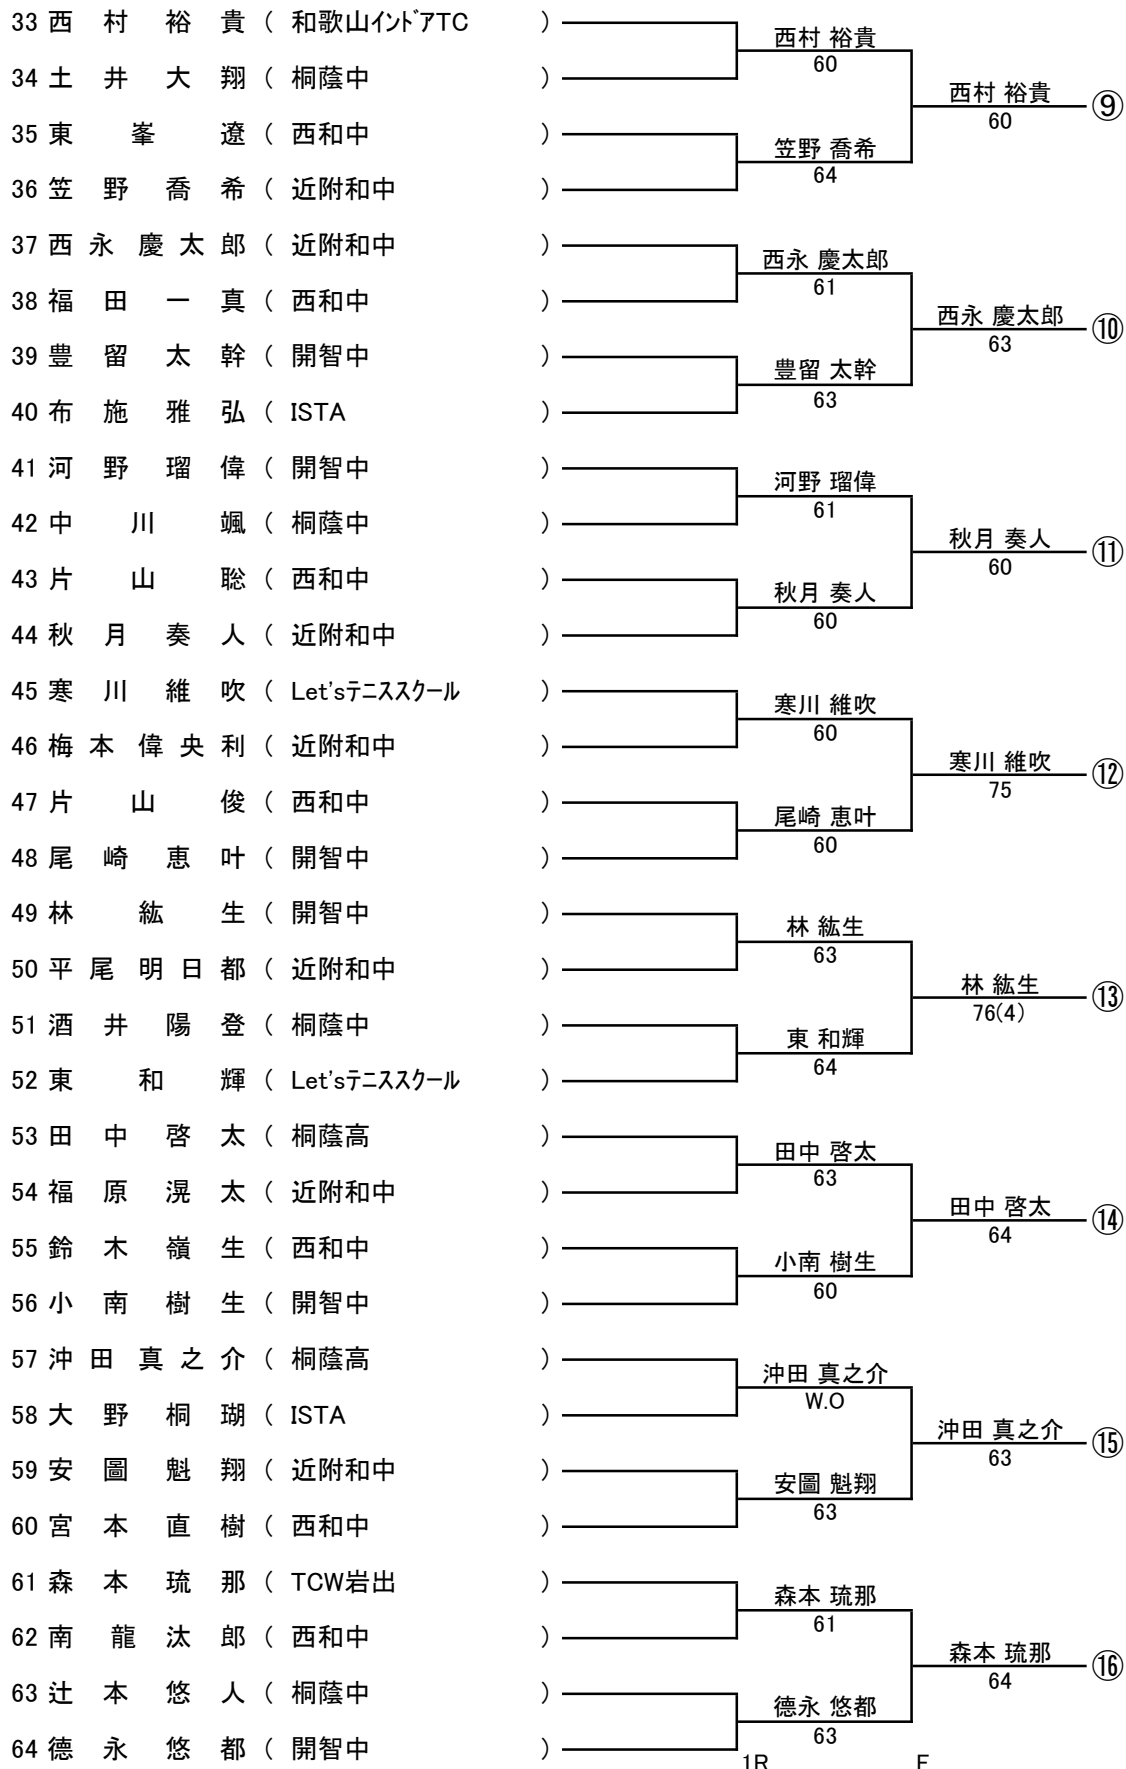 33 西 村 裕 貴 ( 和歌山インドアTC )
西村 裕貴
60
34 土 井 大 翔 ( 桐蔭中 )
西村 裕貴 ⑨
60
35 東 峯 遼 ( 西和中 )
笠野 喬希
64
36 笠 野 喬 希 ( 近附和中 )
37 西 永 慶 太 郎 ( 近附和中 )
西永 慶太郎
61
38 福 田 一 真 ( 西和中 )
西永 慶太郎 ⑩
63
39 豊 留 太 幹 ( 開智中 )
豊留 太幹
63
40 布 施 雅 弘 ( ISTA )
41 河 野 瑠 偉 ( 開智中 )
河野 瑠偉
61
42 中 川 颯 ( 桐蔭中 )
秋月 奏人 ⑪
60
43 片 山 聡 ( 西和中 )
秋月 奏人
60
44 秋 月 奏 人 ( 近附和中 )
45 寒 川 維 吹 ( Let'sテニススクール )
寒川 維吹
60
46 梅 本 偉 央 利 ( 近附和中 )
寒川 維吹 ⑫
75
47 片 山 俊 ( 西和中 )
尾崎 恵叶
60
48 尾 崎 恵 叶 ( 開智中 )
49 林 紘 生 ( 開智中 )
林 紘生
63
50 平 尾 明 日 都 ( 近附和中 )
林 紘生 ⑬
76(4)
51 酒 井 陽 登 ( 桐蔭中 )
東 和輝
64
52 東 和 輝 ( Let'sテニススクール )
53 田 中 啓 太 ( 桐蔭高 )
田中 啓太
63
54 福 原 滉 太 ( 近附和中 )
田中 啓太 ⑭
64
55 鈴 木 嶺 生 ( 西和中 )
小南 樹生
60
56 小 南 樹 生 ( 開智中 )
57 沖 田 真 之 介 ( 桐蔭高 )
沖田 真之介
W.O
58 大 野 桐 瑚 ( ISTA )
沖田 真之介 ⑮
63
59 安 圖 魁 翔 ( 近附和中 )
安圖 魁翔
63
60 宮 本 直 樹 ( 西和中 )
61 森 本 琉 那 ( TCW岩出 )
森本 琉那
61
62 南 龍 汰 郎 ( 西和中 )
森本 琉那 ⑯
64
63 辻 本 悠 人 ( 桐蔭中 )
德永 悠都
63
64 德 永 悠 都 ( 開智中 )
1R F